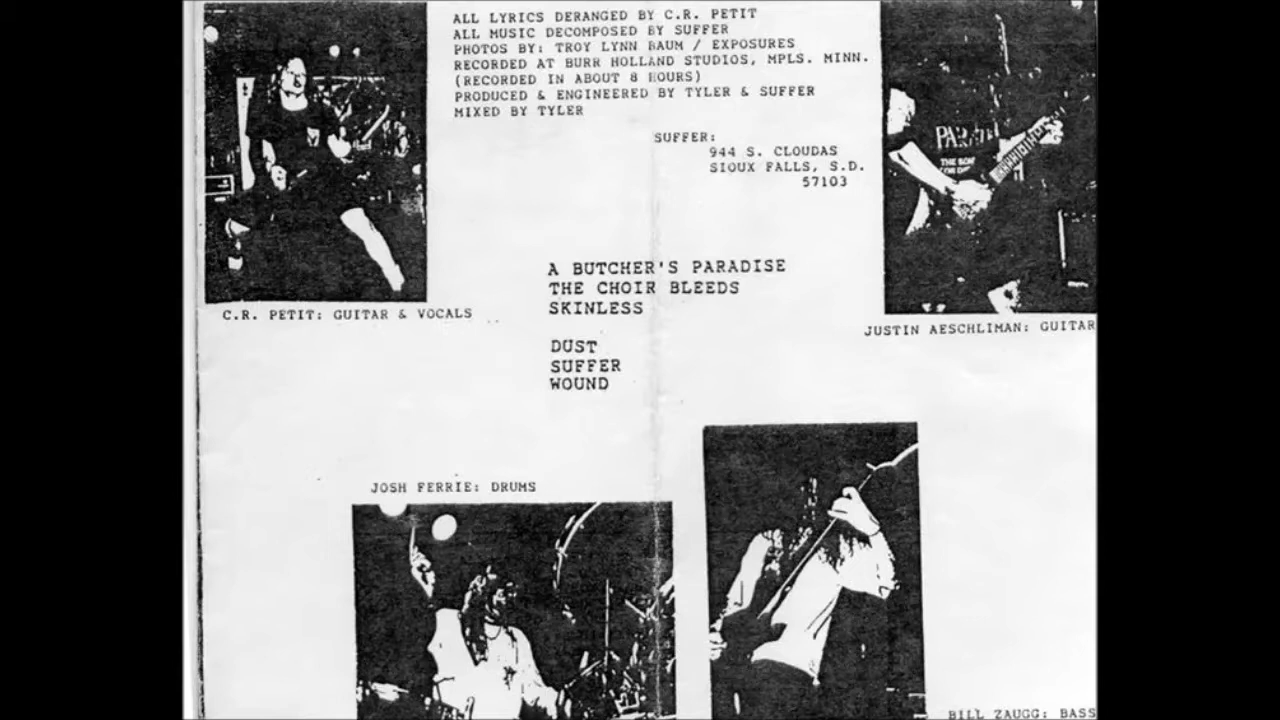 ALL LYRICS DERANGED BY C.R. PETIT
ALL MUSIC DECOMPOSED BY SUFFER
PHOTOS BY: TROY LYNN BAUM / EXPOSURES
RECORDED AT BURR HOLLAND STUDIOS, MPLS. MINN.
(RECORDED IN ABOUT 8 HOURS)
PRODUCED & ENGINEERED BY TYLER & SUFFER
MIXED BY TYLER
SUFFER:
944 S. CLOUDAS
SIOUX FALLS, S.D.
57103
A BUTCHER'S PARADISE
THE CHOIR BLEEDS
SKINLESS
DUST
SUFFER
WOUND
C.R. PETIT: GUITAR & VOCALS
JUSTIN AESCHLIMAN: GUITAR
JOSH FERRIE: DRUMS
BILL ZAUGG: BASS